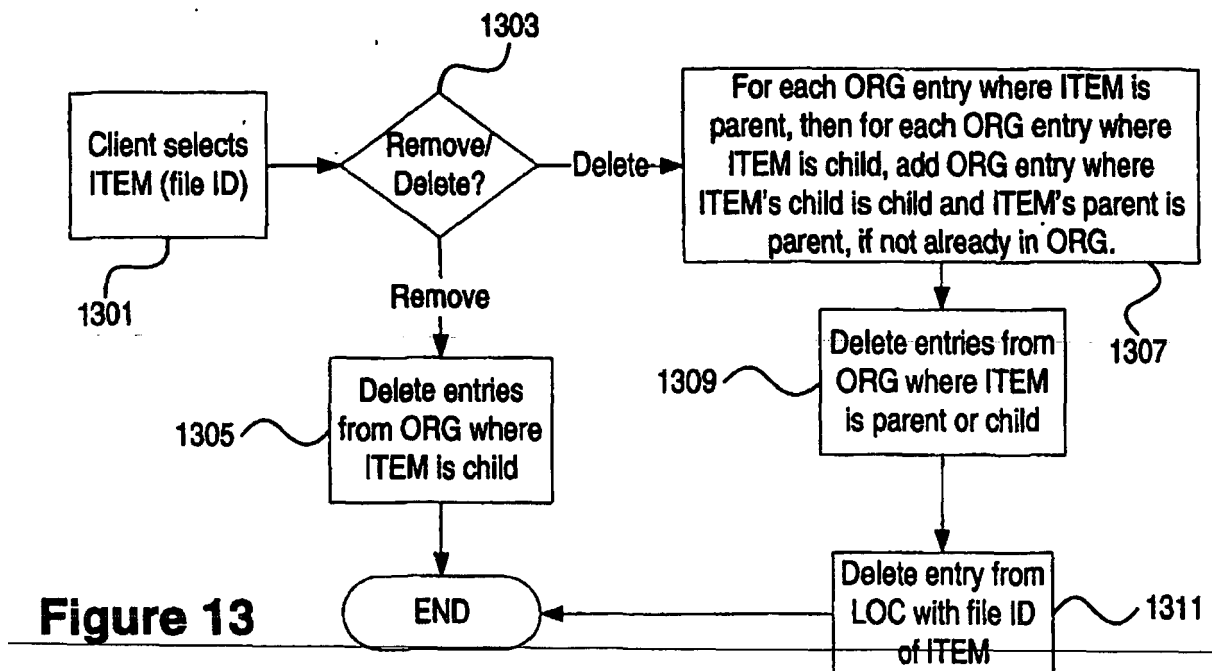 1303
Client selects
ITEM (file ID)
1301
Remove/
Delete?
Delete
For each ORG entry where ITEM is
parent, then for each ORG entry where
ITEM is child, add ORG entry where
ITEM's child is child and ITEM's parent is
parent, if not already in ORG.
1307
Remove
Delete entries
from ORG where
ITEM is child
1305
Delete entries from
ORG where ITEM
is parent or child
1309
Delete entry from
LOC with file ID
of ITEM
1311
END
Figure 13